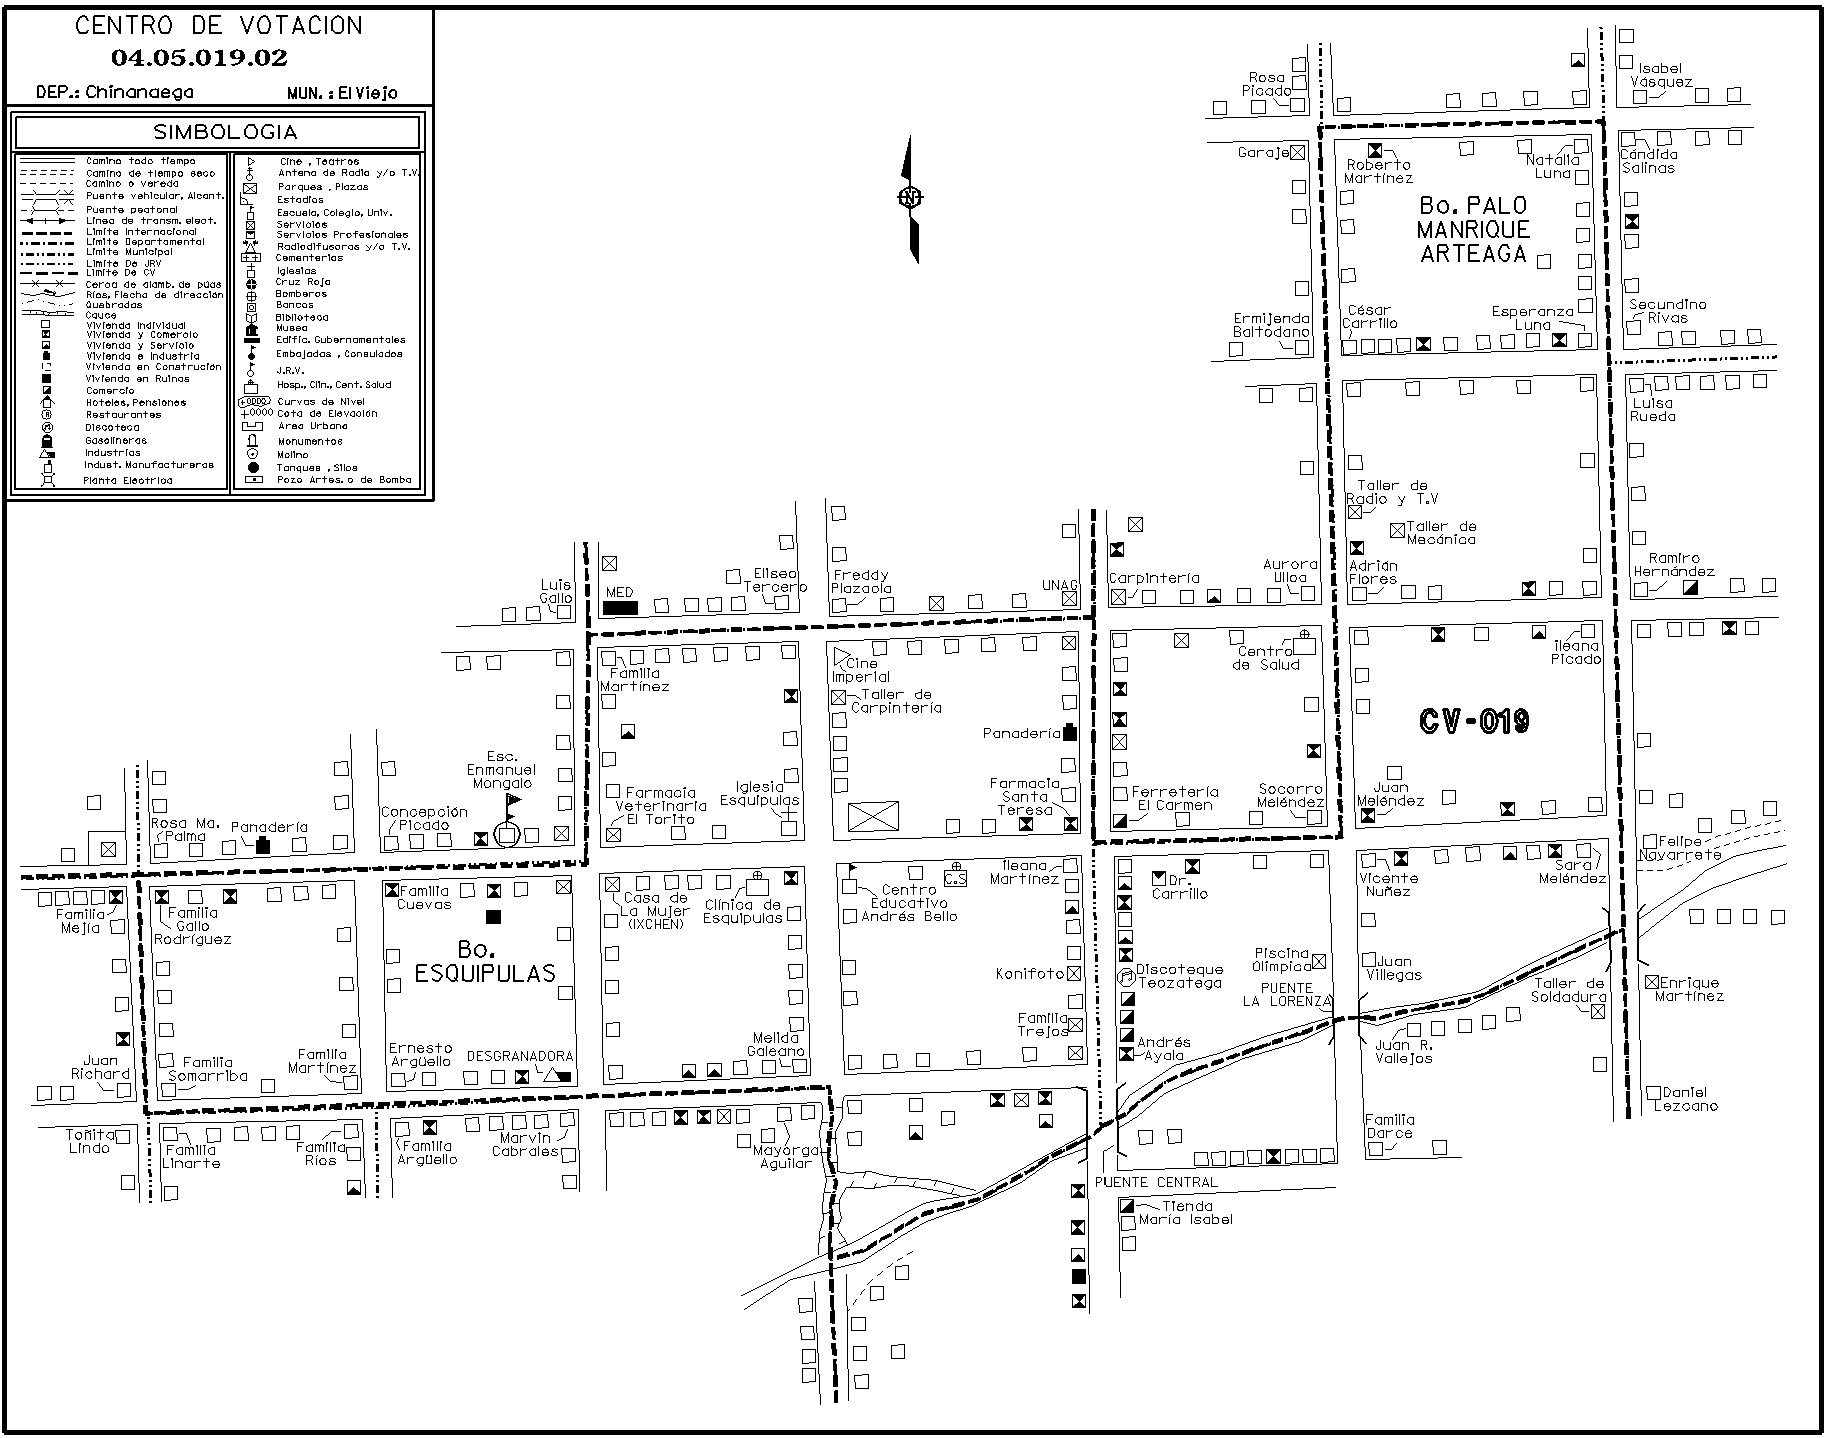 CENTRO DE VOTACION
04.05.019.02
DEP.: Chinanaega
MUN. : El Viejo
SIMBOLOGIA
Camino todo tiempo
Camino de tiempo seco
Camino o vereda
Puente vehicular, Alcant.
Puente peatonal
Línea de transm. elect.
Límite Internacional
Límite Departamental
Límite Municipal
Límite De JRV
Límite De CV
Cerca de alamb. de púas
Ríos, Flecha de dirección
Quebradas
Cauce
Vivienda Individual
Vivienda y Comercio
Vivienda y Servicio
Vivienda e Industria
Vivienda en Construción
Vivienda en Ruinas
Comercio
Hoteles, Pensiones
Restaurantes
Discoteca
Gasolineras
Industrias
Indust. Manufactureras
Planta Eléctrica
Cine , Teatros
Antena de Radio y/o T.V.
Parques , Plazas
Estadios
Escuela, Colegio, Univ.
Servicios
Servicios Profesionales
Radiodifusoras y/o T.V.
Cementerios
Iglesias
Cruz Roja
Bomberos
Bancos
Biblioteca
Museo
Edific. Gubernamentales
Embajadas , Consulados
J.R.V.
Hosp., Clin., Cent. Salud
Curvas de Nivel
Cota de Elevación
Area Urbana
Monumentos
Molino
Tanques , Silos
Pozo Artes. o de Bomba
N
Rosa
Picado
Isabel
Vásquez
Garaje
Roberto
Martínez
Natalia
Luna
Cándida
Salinas
Bo. PALO
MANRIQUE
ARTEAGA
Ermijenda
Baltodano
César
Carrillo
Esperanza
Luna
Secundino
Rivas
Luisa
Rueda
Taller de
Radio y T.V
Taller de
Mecánica
Luis
Gallo
MED
Eliseo
Tercero
Freddy
Plazaola
UNAG
Carpintería
Aurora
Ulloa
Adrián
Flores
Ramiro
Hernández
Familia
Martínez
Cine
Imperial
Taller de
Carpintería
Centro
de Salud
Ileana
Picado
Panadería
CV-019
Esc.
Enmanuel
Mongalo
Rosa Ma.
Palma
Panadería
Concepción
Picado
Farmacia
Veterinaria
El Torito
Iglesia
Esquipulas
Farmacia
Santa
Teresa
Ferretería
El Carmen
Socorro
Meléndez
Juan
Meléndez
Felipe
Navarrete
Familia
Mejía
Familia
Gallo
Rodríguez
Familia
Cuevas
Casa de
La Mujer
(IXCHEN)
Clínica de
Esquipulas
C.S
Centro
Educativo
Andrés Bello
Ileana
Martínez
Dr.
Carrillo
Vicente
Nuñez
Sara
Meléndez
Bo.
ESQUIPULAS
Konifoto
Discoteque
Teozatega
Piscina
Olímpica
Juan
Villegas
PUENTE
LA LORENZA
Taller de
Soldadura
Enrique
Martínez
Juan
Richard
Familia
Somarriba
Familia
Martínez
Ernesto
Argüello
DESGRANADORA
Melida
Galeano
Familia
Trejos
Andrés
Ayala
Juan R.
Vallejos
Daniel
Lezcano
Toñita
Lindo
Familia
Linarte
Familia
Ríos
Familia
Argüello
Marvin
Cabrales
Mayorga
Aguilar
Familia
Darce
PUENTE CENTRAL
Tienda
María Isabel